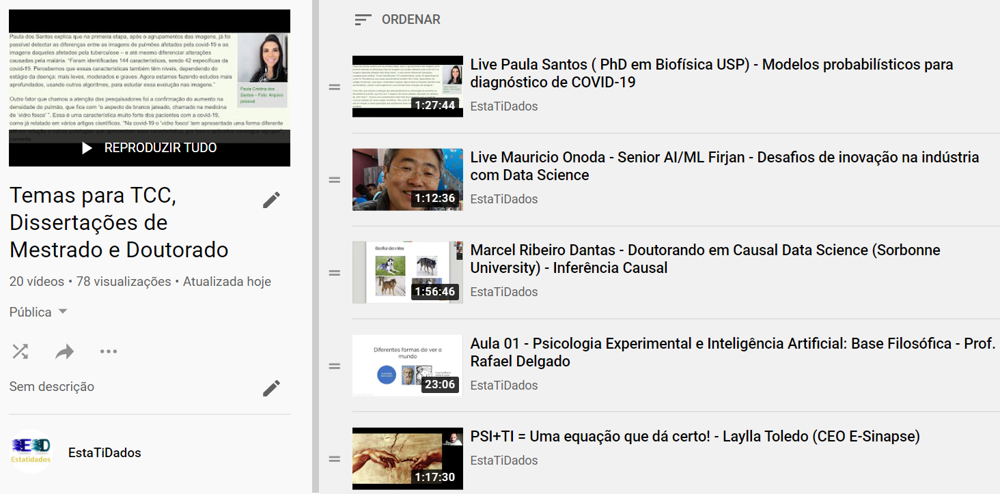 Paula dos Santos explica que na primeira etapa, após o agrupamentos das imagens, já foi
possível detectar as diferenças entre as imagens de pulmões afetados pela covid-19 e as
imagens daqueles afetados pela tuberculose – e até mesmo diferenciar alterações
causadas pela malária. "Foram identificadas 144 características, sendo 42 específicas da
covid-19. Percebemos que essas características também têm níveis, dependendo do
estágio da doença: mais leves, moderados e graves. Agora estamos fazendo estudos mais
aprofundados, usando outros algoritmos, para estudar essa evolução nas imagens."
Paula Cristina dos
Santos – Foto: Arquivo
pessoal
Outro fator que chamou a atenção dos pesquisadores foi a confirmação do aumento na
densidade do pulmão, que fica com "o aspecto de branco jateado, chamado na medicina
de 'vidro fosco' ". Essa é uma característica muito forte dos pacientes com a covid-19,
como já relatado em vários artigos científicos. "Na covid-19 o 'vidro fosco' tem apresentado uma forma diferente
REPRODUZIR TUDO
Temas para TCC,
Dissertações de
Mestrado e Doutorado
20 vídeos • 78 visualizações • Atualizada hoje
Pública
Sem descrição
ED
Estatidados
EstaTiDados
ORDENAR
1:27:44
Live Paula Santos ( PhD em Biofísica USP) - Modelos probabilísticos para
diagnóstico de COVID-19
EstaTiDados
1:12:36
Live Mauricio Onoda - Senior AI/ML Firjan - Desafios de inovação na indústria
com Data Science
EstaTiDados
Classificar cães e lobos
1:56:46
Marcel Ribeiro Dantas - Doutorando em Causal Data Science (Sorbonne
University) - Inferência Causal
EstaTiDados
Diferentes formas de ver o
mundo
23:06
Aula 01 - Psicologia Experimental e Inteligência Artificial: Base Filosófica - Prof.
Rafael Delgado
EstaTiDados
1:17:30
PSI+TI = Uma equação que dá certo! - Laylla Toledo (CEO E-Sinapse)
EstaTiDados